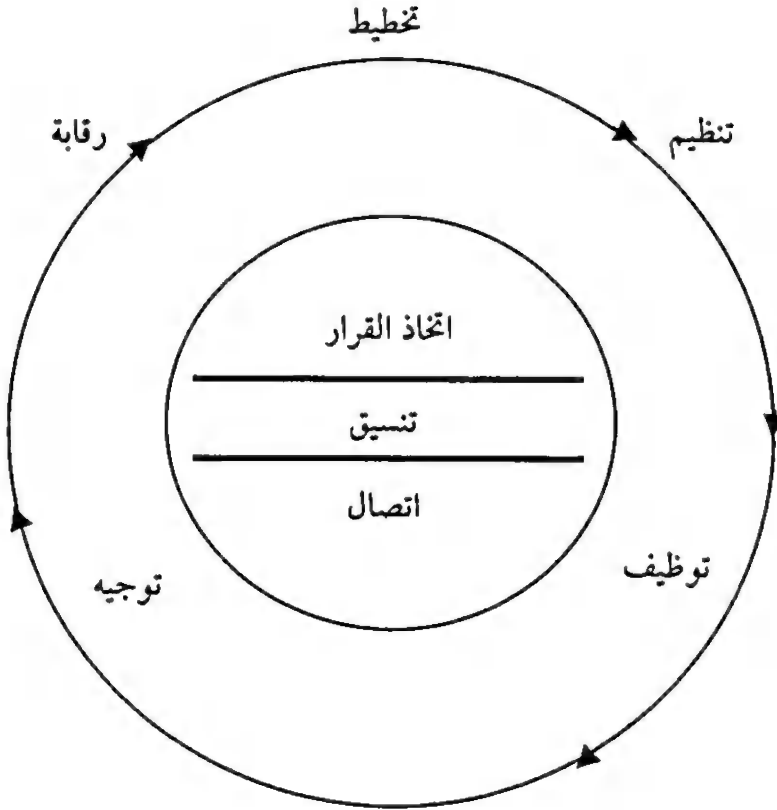 تخطيط
تنظيم
رقابة
اتخاذ القرار
تنسيق
اتصال
توظيف
توجيه